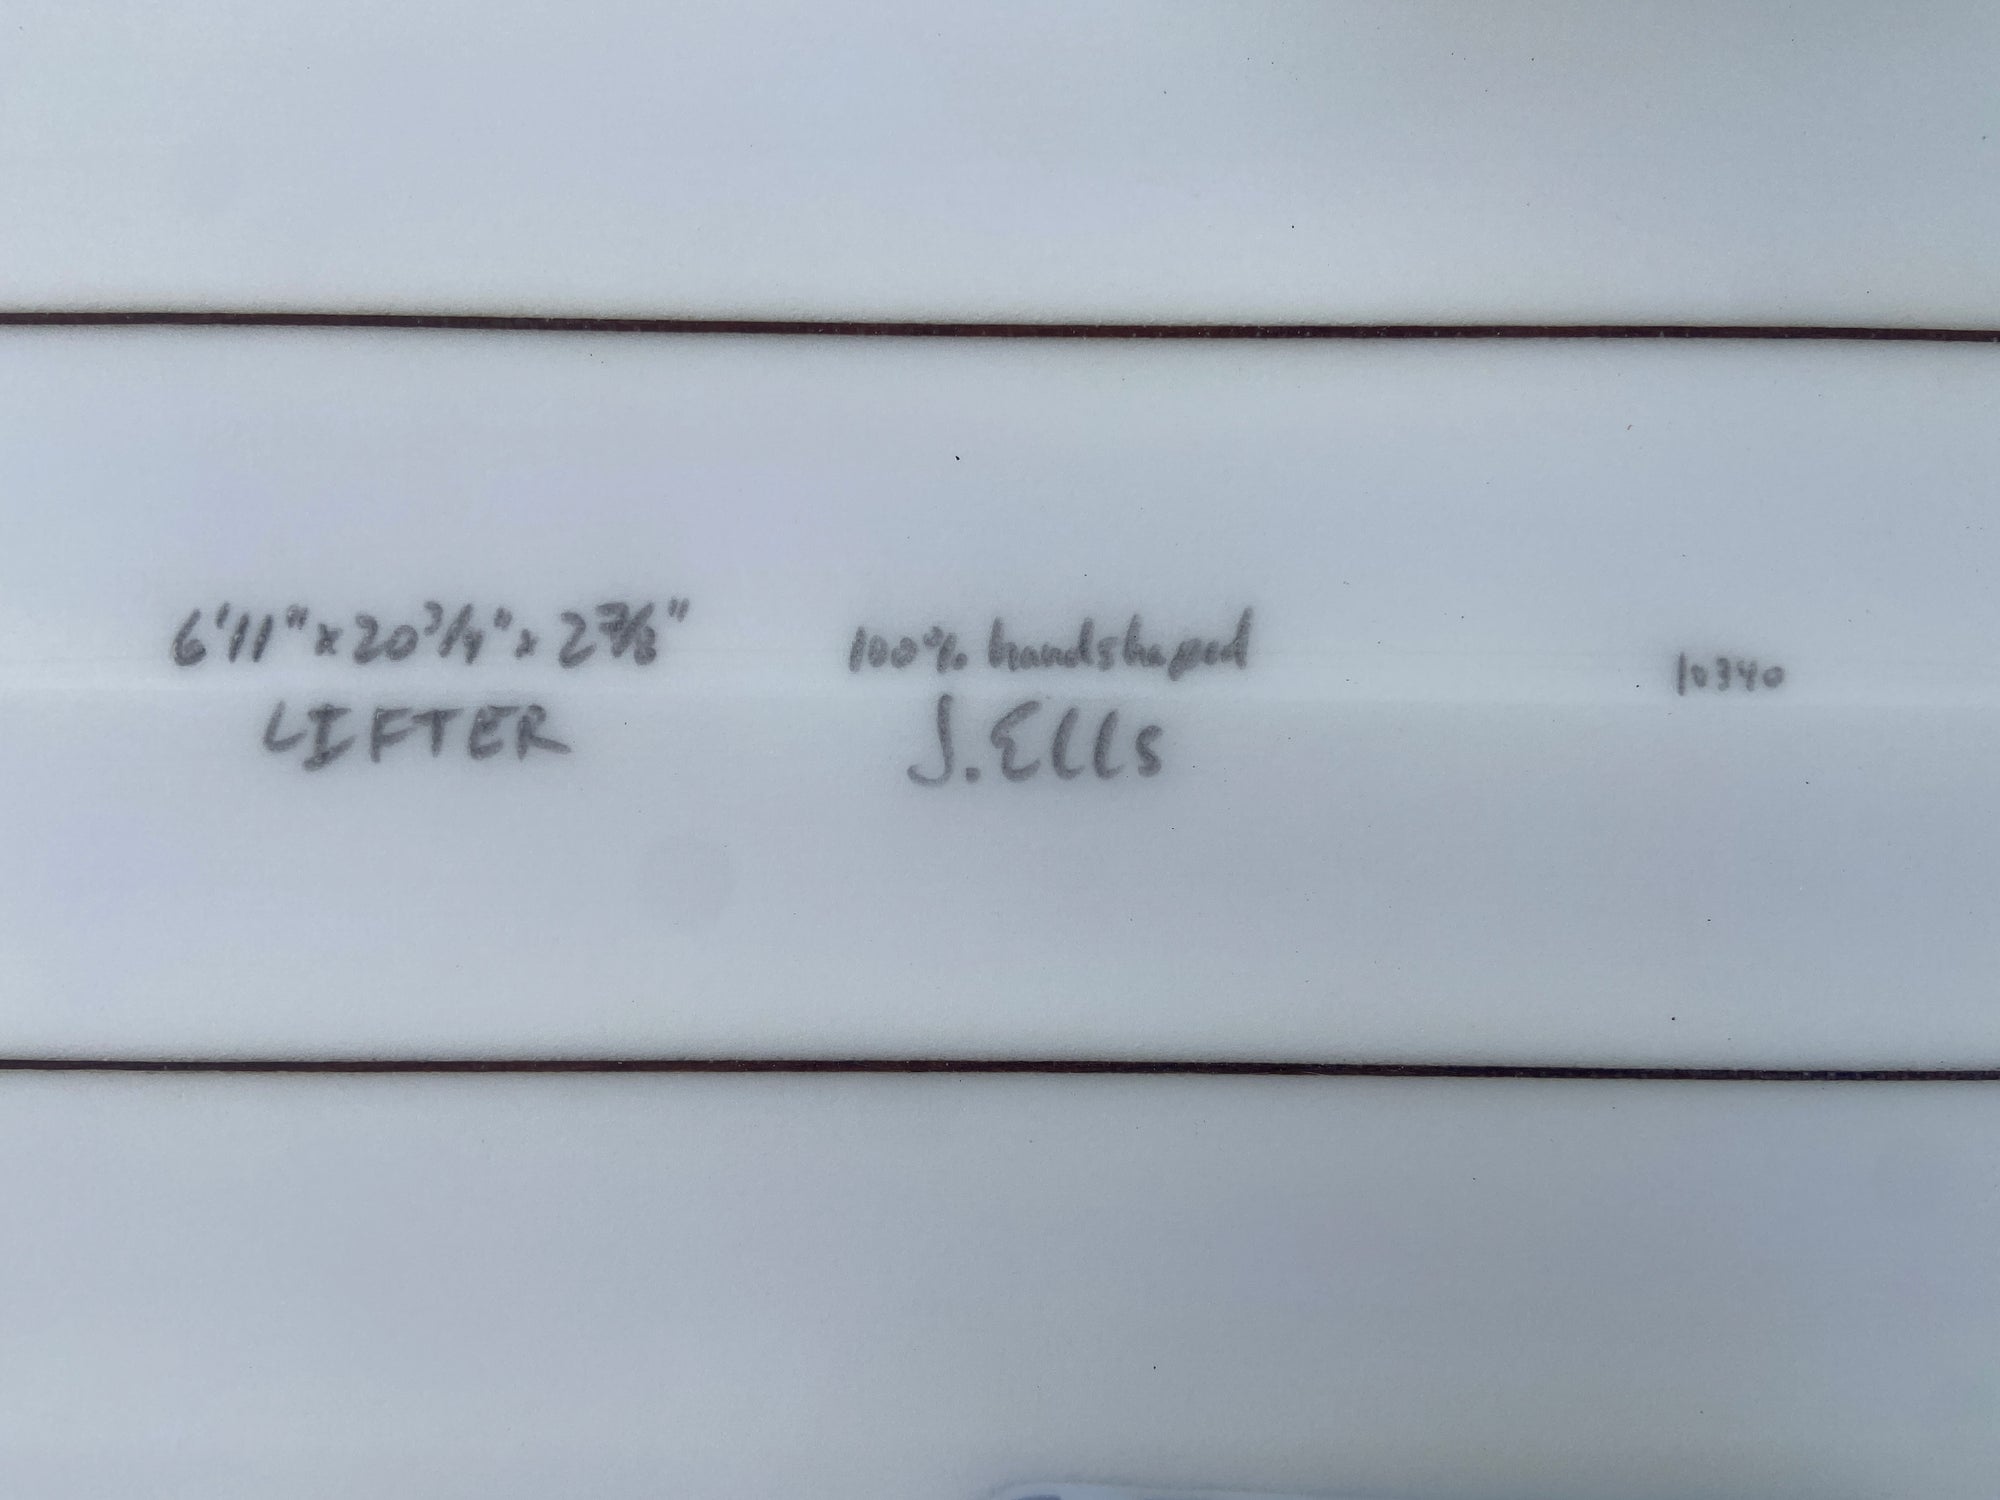 6'11" x 20 3/4" x 2 7/8"
LIFTER
100% handshaped
J. Ells
10340